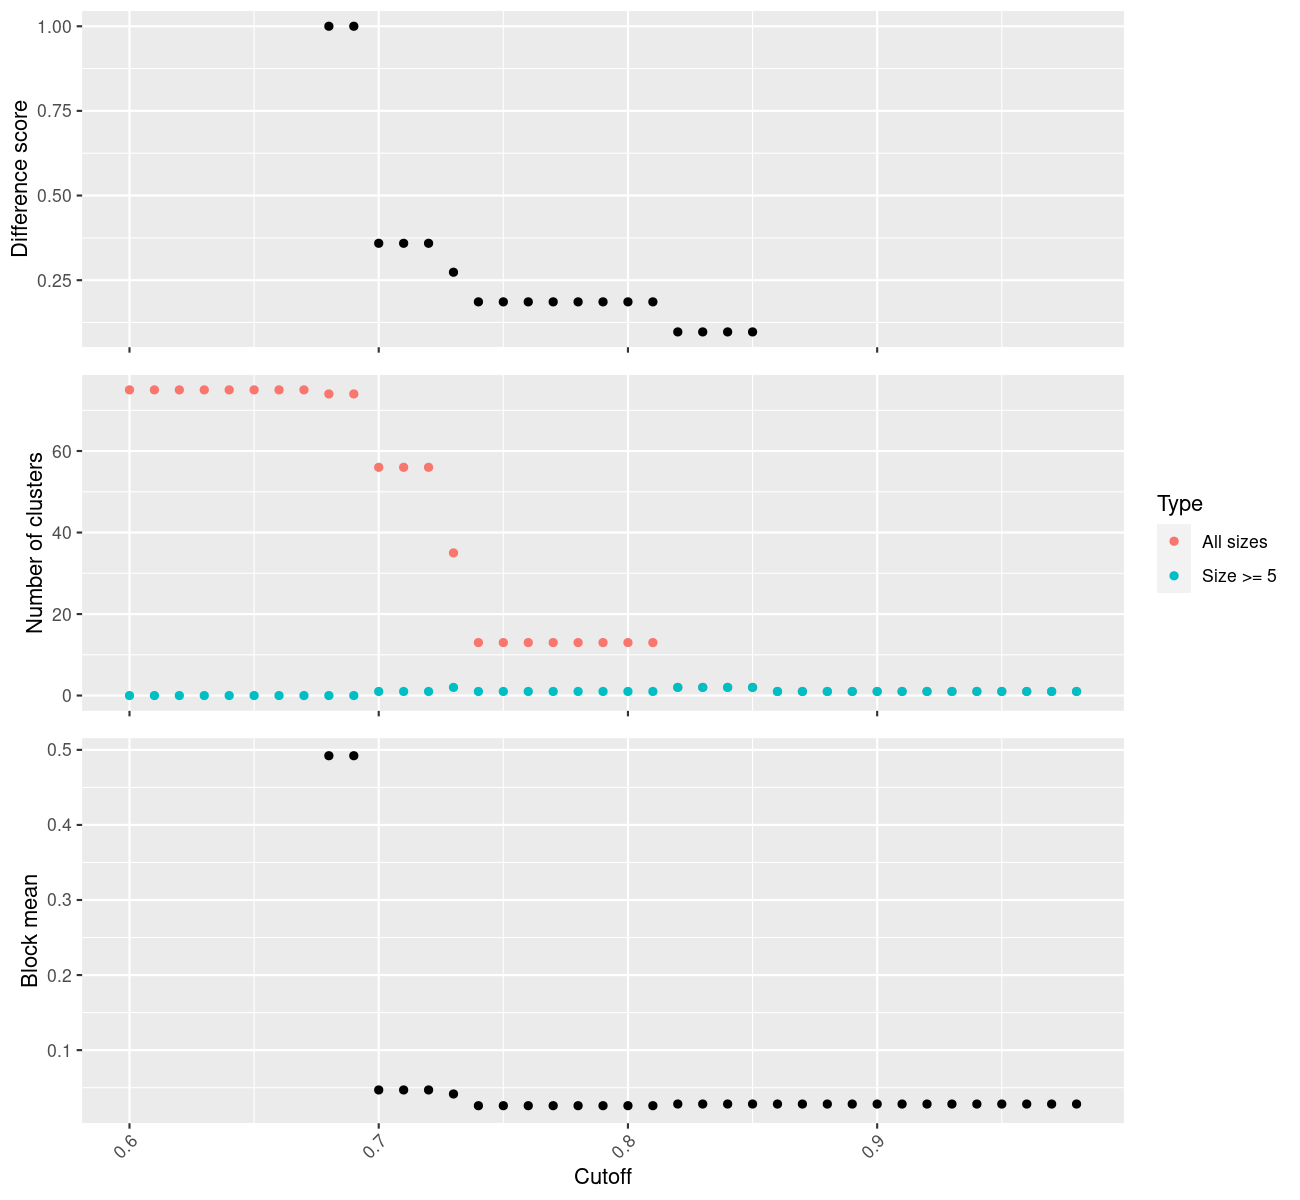 1.00
0.75
0.50
0.25
Difference score
60
40
20
0
Number of clusters
Type
All sizes
Size >= 5
0.5
0.4
0.3
0.2
0.1
Block mean
0.6 0.7 0.8 0.9
Cutoff